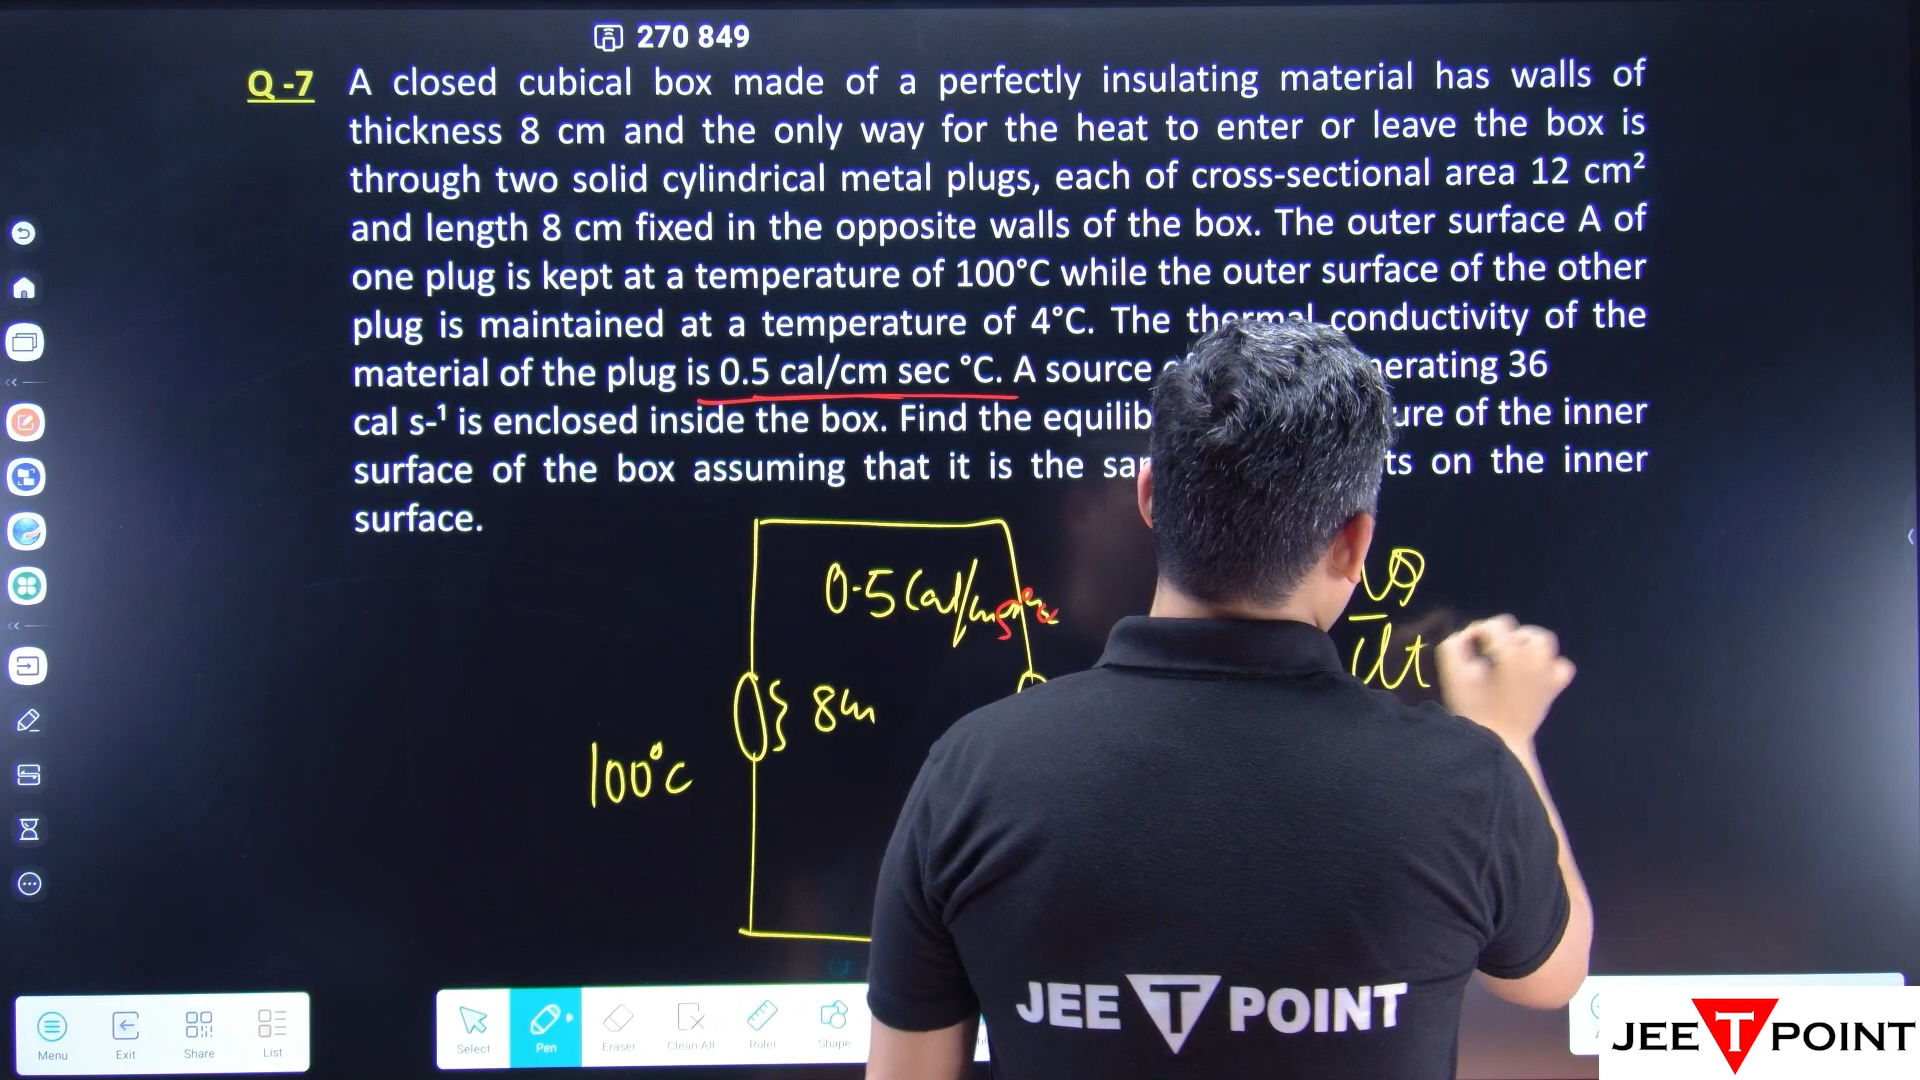 270 849
Q-7 A closed cubical box made of a perfectly insulating material has walls of
thickness 8 cm and the only way for the heat to enter or leave the box is
through two solid cylindrical metal plugs, each of cross-sectional area 12 cm²
and length 8 cm fixed in the opposite walls of the box. The outer surface A of
one plug is kept at a temperature of 100°C while the outer surface of the other
plug is maintained at a temperature of 4°C. The thermal conductivity of the
material of the plug is 0.5 cal/cm sec °C. A source erating 36
cal s-¹ is enclosed inside the box. Find the equilib ure of the inner
surface of the box assuming that it is the sa ts on the inner
surface.
0.5 Cal/cm
8cm
100°C
dt
JEE T POINT
Menu
Exit
Share
List
Select
Pen
Eraser
Clean All
Ruler
Shape
JEE T POINT